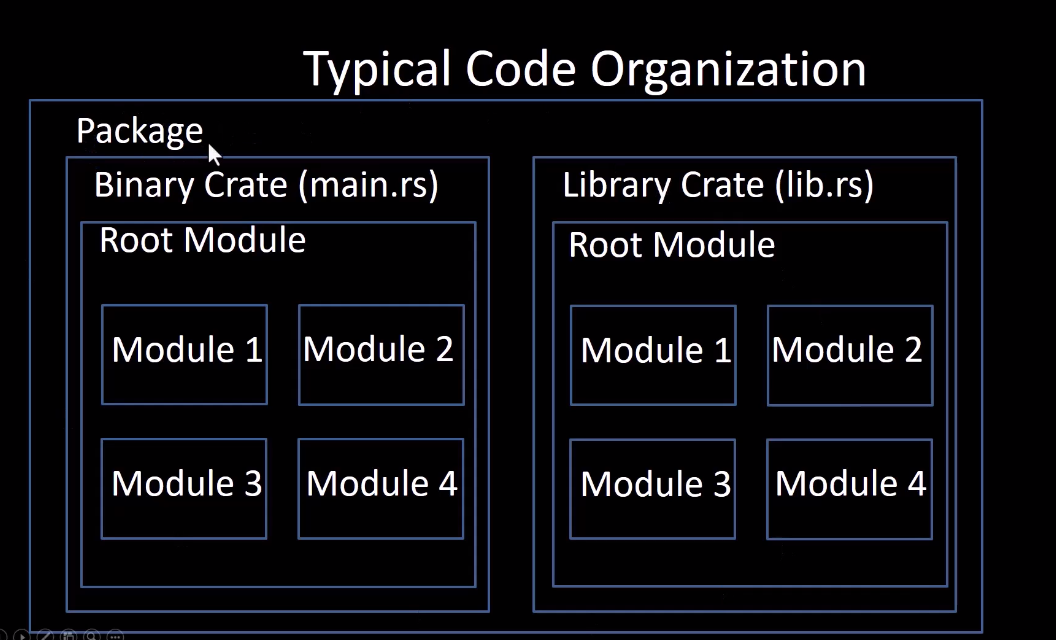 Typical Code Organization
Package
Binary Crate (main.rs)
Root Module
Module 1
Module 2
Module 3
Module 4
Library Crate (lib.rs)
Root Module
Module 1
Module 2
Module 3
Module 4